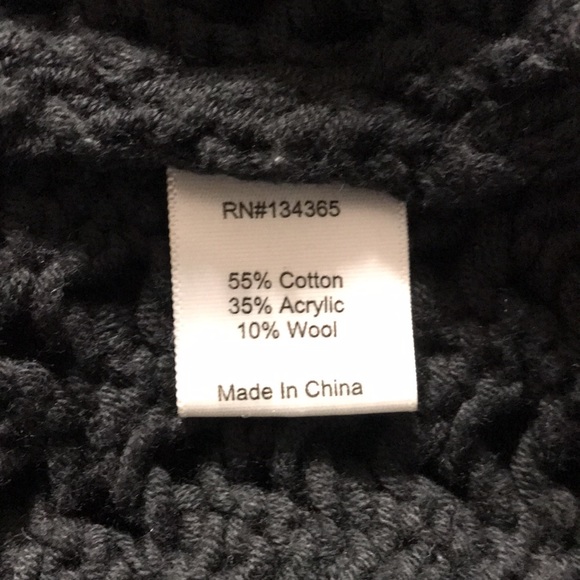 RN#134365
55% Cotton
35% Acrylic
10% Wool
Made In China